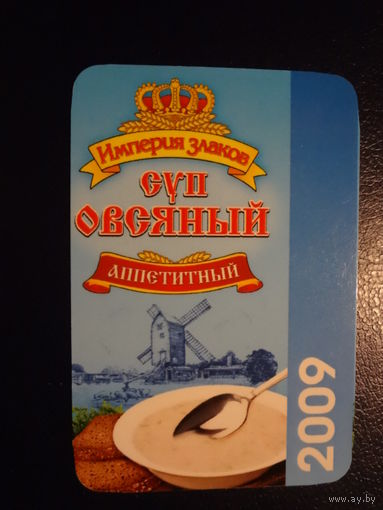 Империя Злаков
СУП
ОВСЯНЫЙ
АППЕТИТНЫЙ
2009
www.ay.by